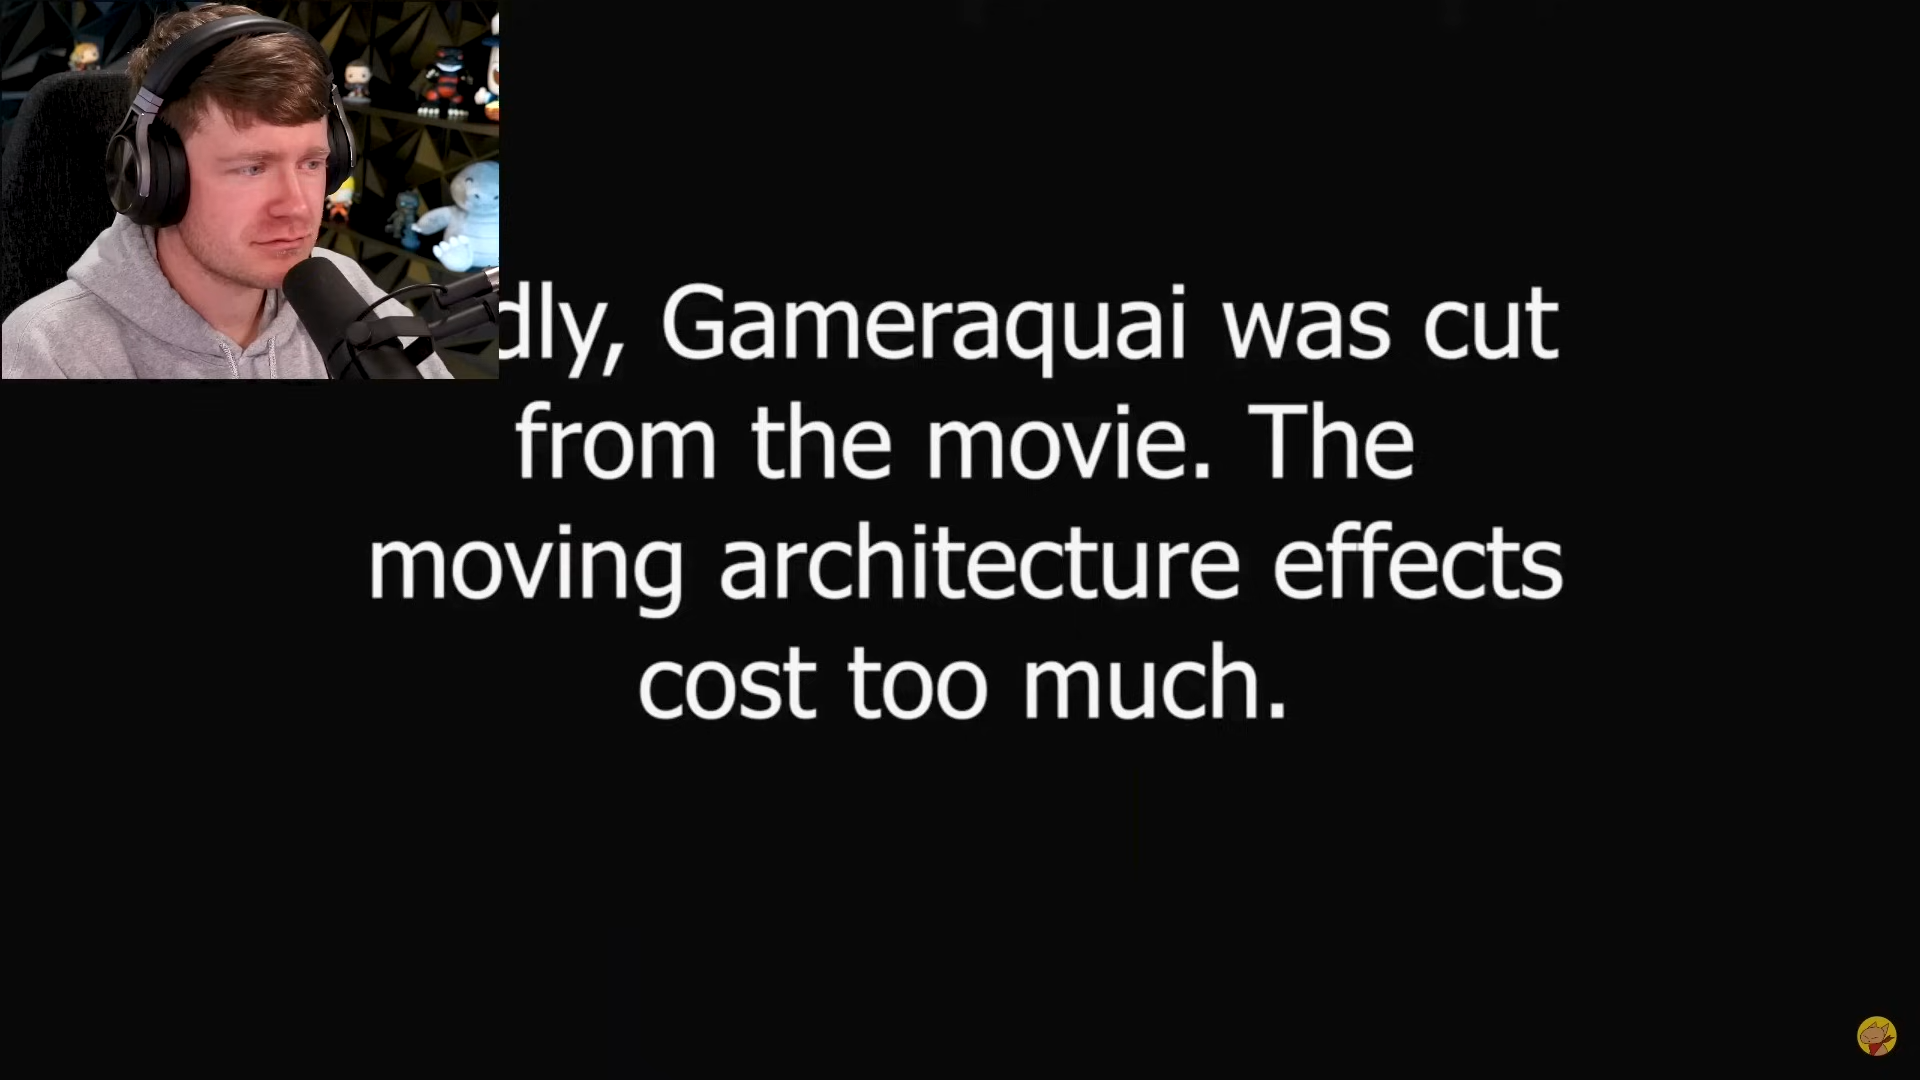 dly, Gameraquai was cut
from the movie. The
moving architecture effects
cost too much.